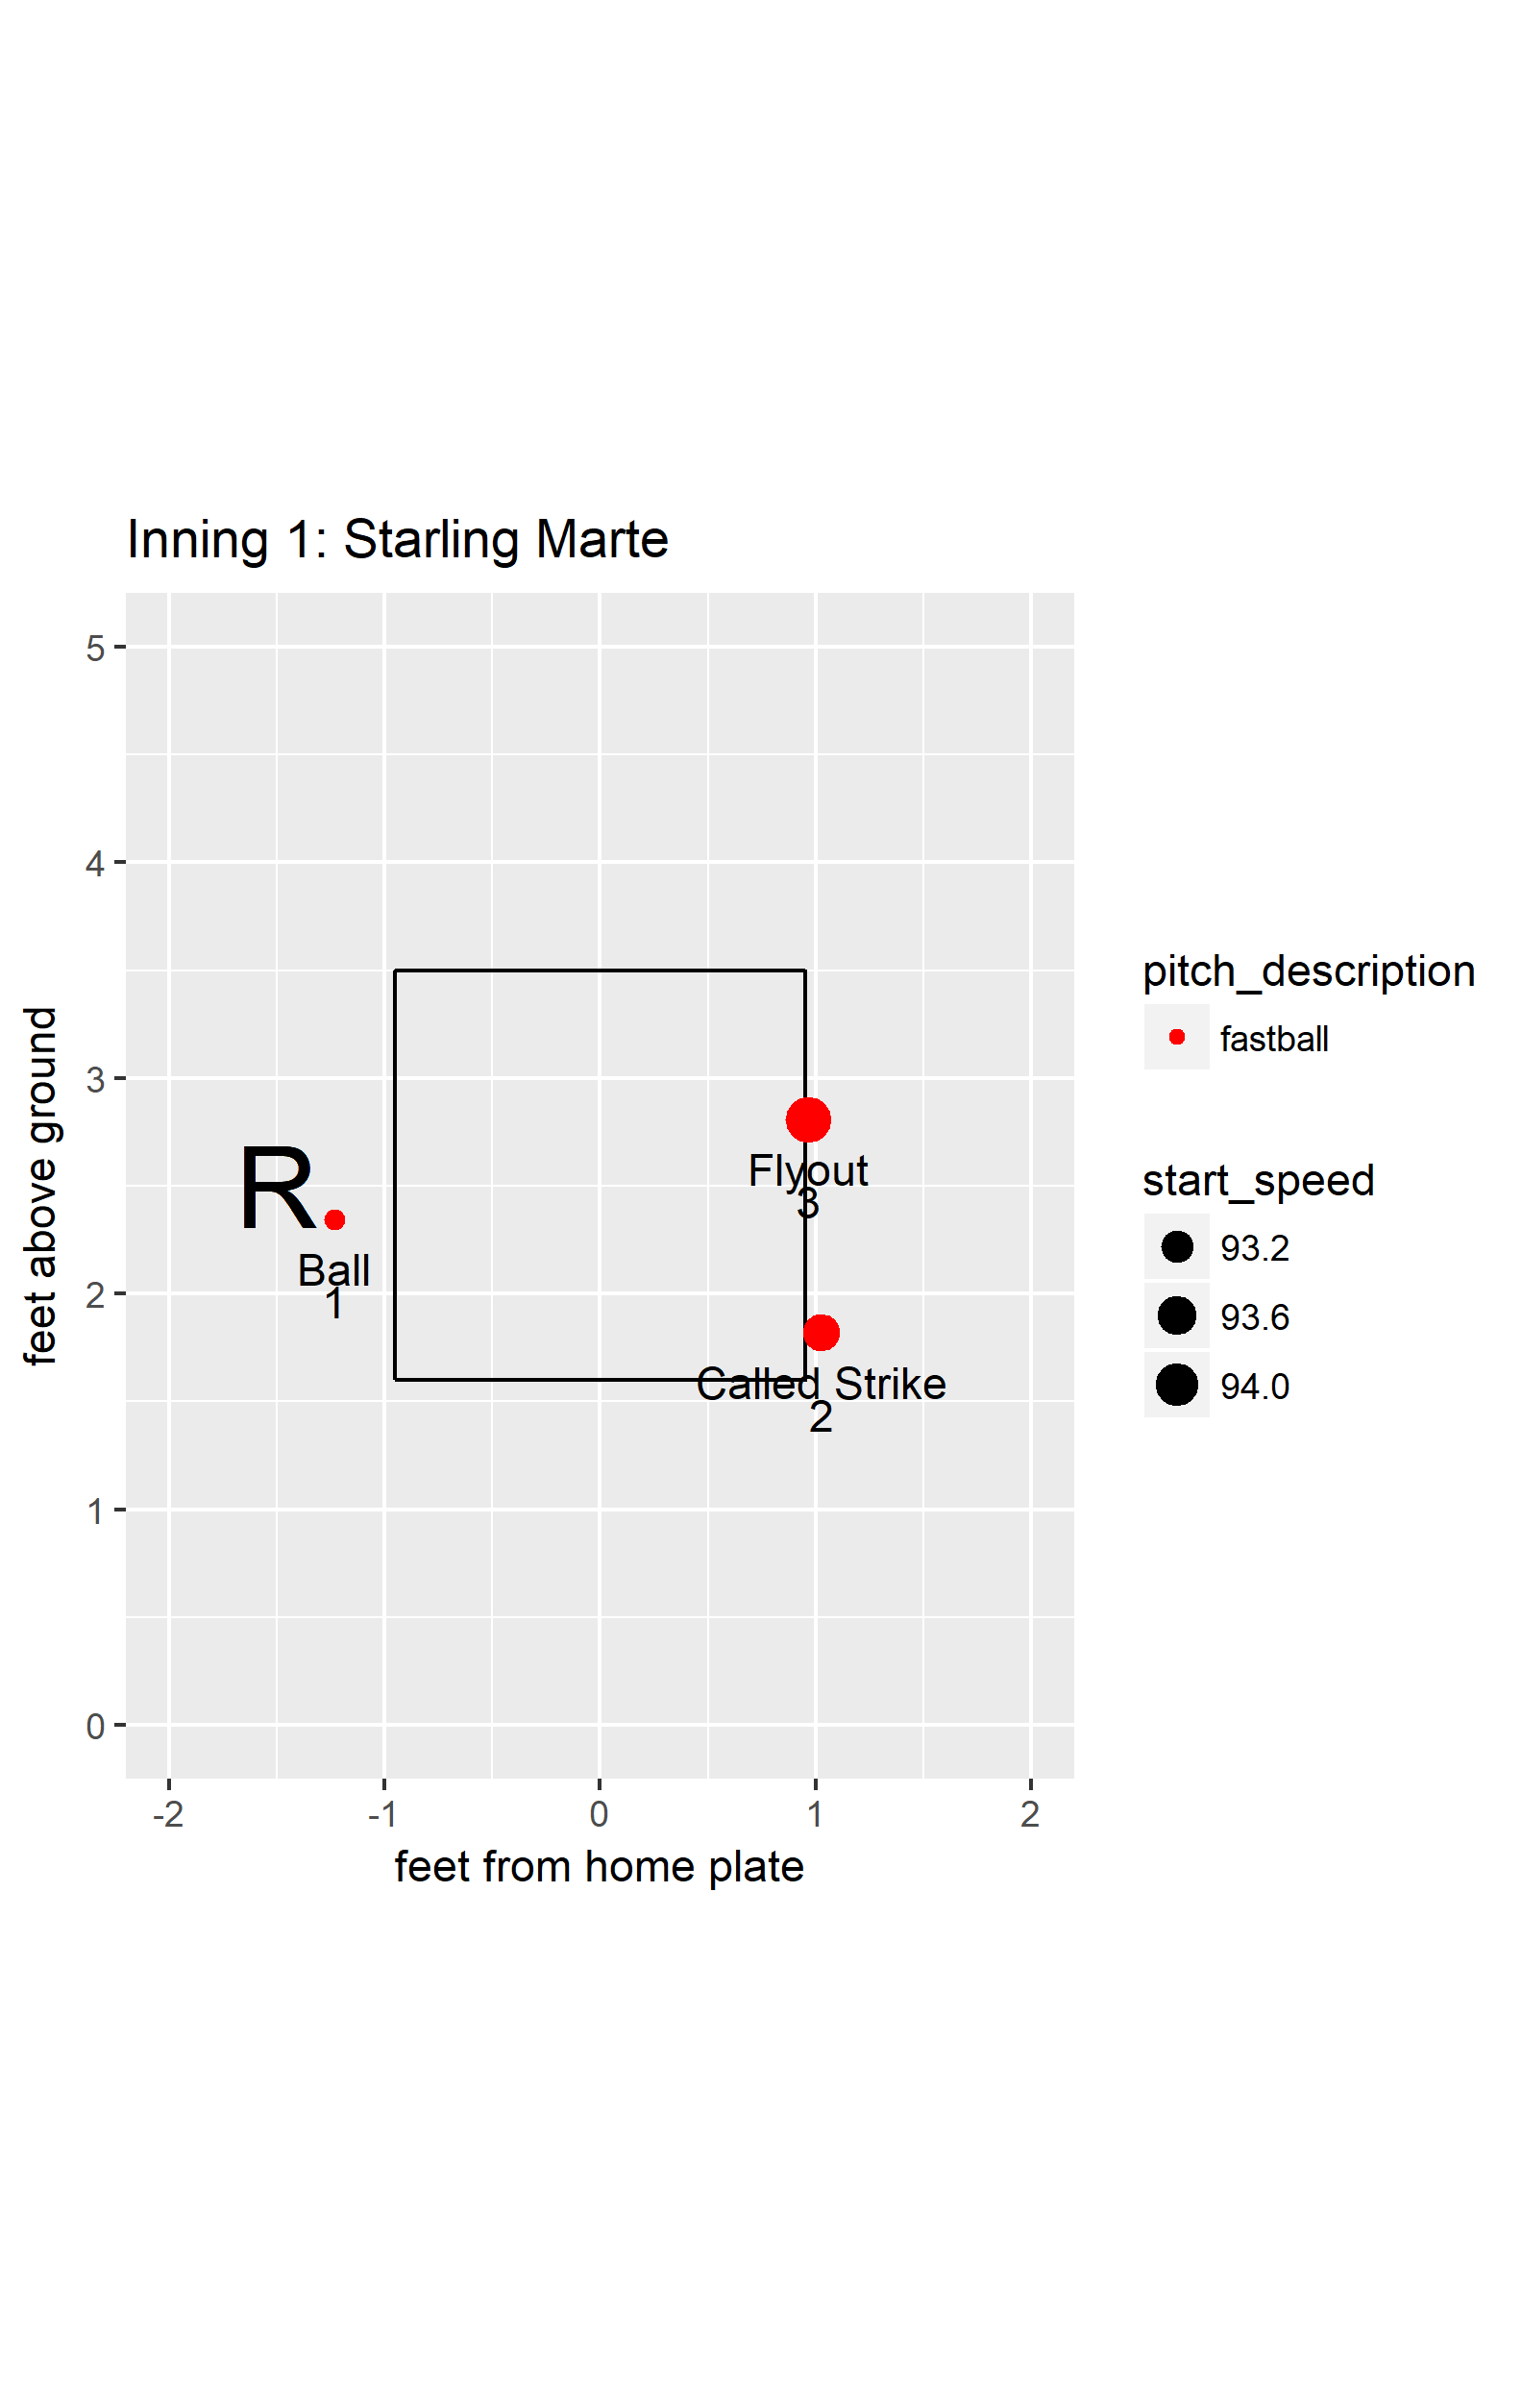 Inning 1: Starling Marte
feet above ground
5
4
3
2
1
0
R
Ball
1
Flyout
3
Called Strike
2
-2
-1
0
1
2
feet from home plate
pitch_description
fastball
start_speed
93.2
93.6
94.0